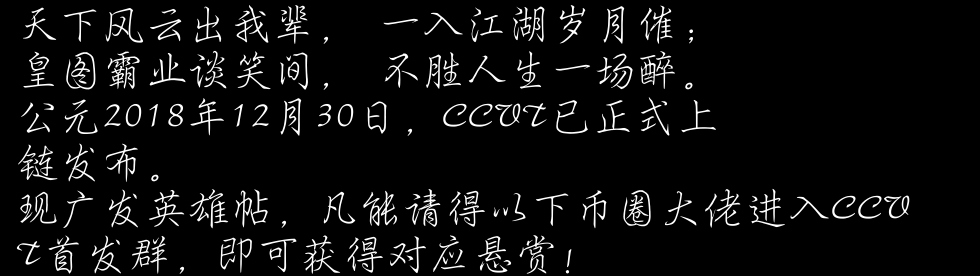 天下风云出我辈， 一入江湖岁月催；
皇图霸业谈笑间， 不胜人生一场醉。
公元2018年12月30日，CCVT已正式上
链发布。
现广发英雄帖，凡能请得以下币圈大佬进入CCV
T首发群，即可获得对应悬赏！